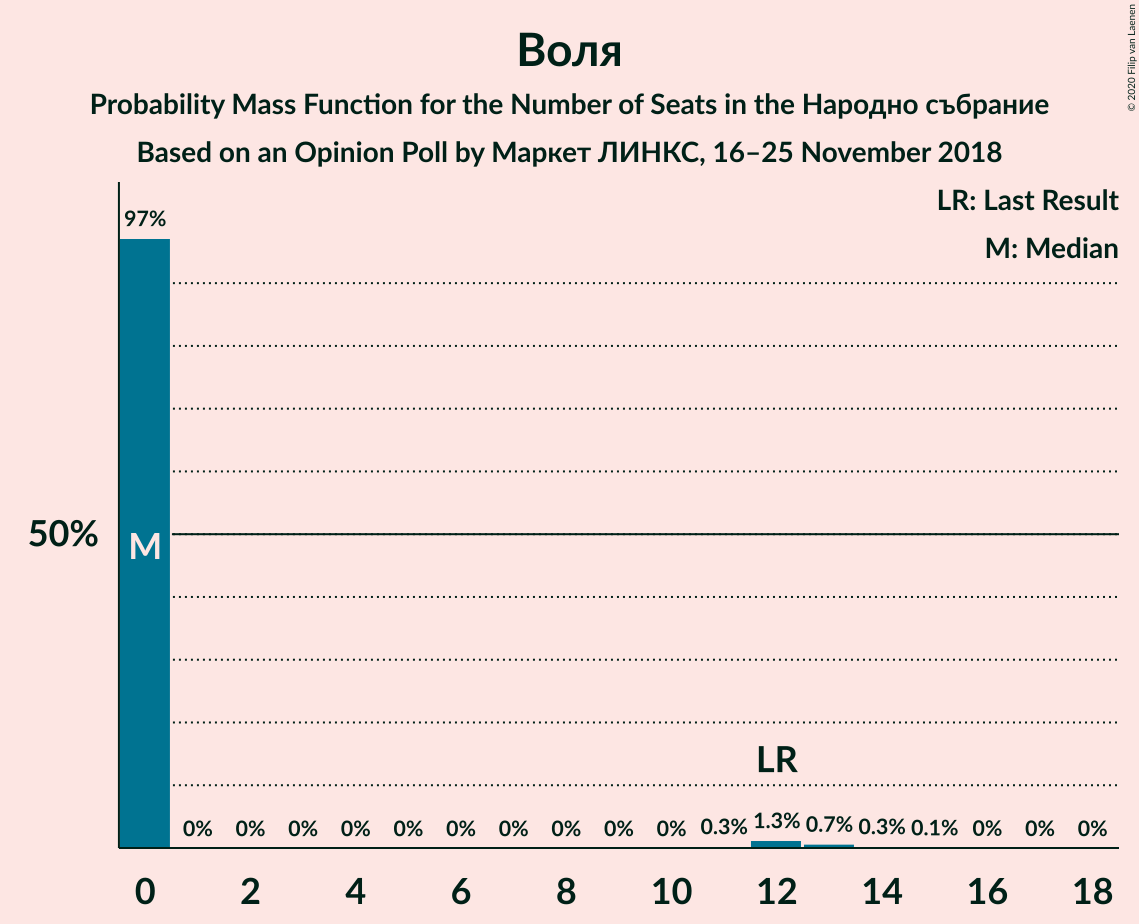 Воля
Probability Mass Function for the Number of Seats in the Народно събрание
Based on an Opinion Poll by Маркет ЛИНКС, 16–25 November 2018
© 2020 Filip van Laenen
LR: Last Result
M: Median
97%
50%
M
LR
0% 0% 0% 0% 0% 0% 0% 0% 0% 0% 0.3% 1.3% 0.7% 0.3% 0.1% 0% 0% 0%
0 2 4 6 8 10 12 14 16 18